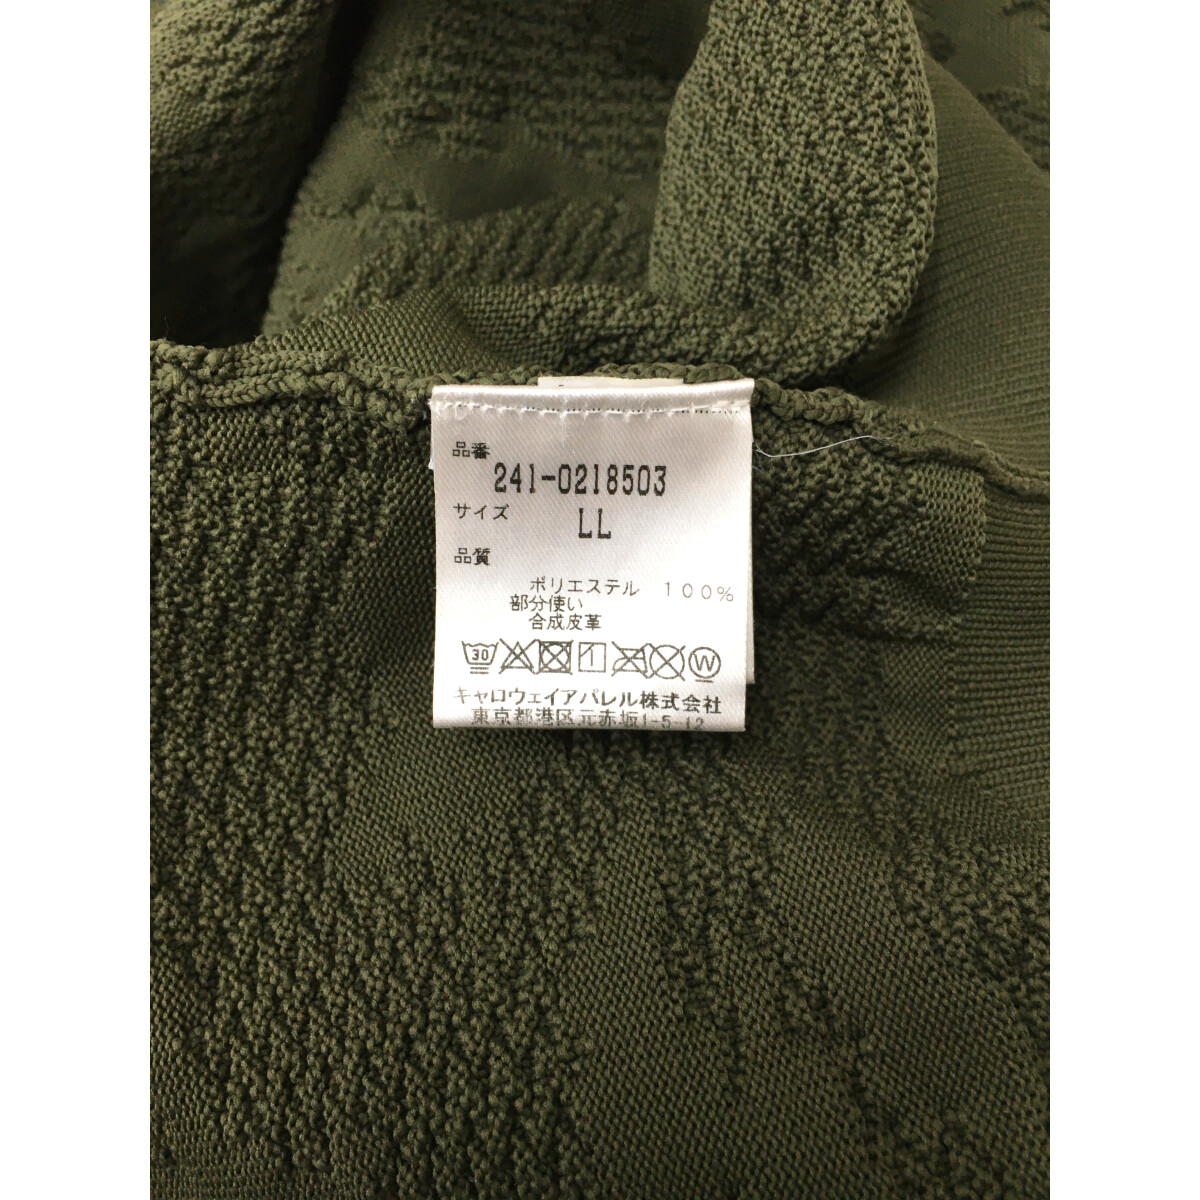 品番
241-0218503
サイズ
LL
品質
ポリエステル 100%
部分使い
合成皮革
30 W
キャロウェイアパレル株式会社
東京都港区元赤坂1-5-12